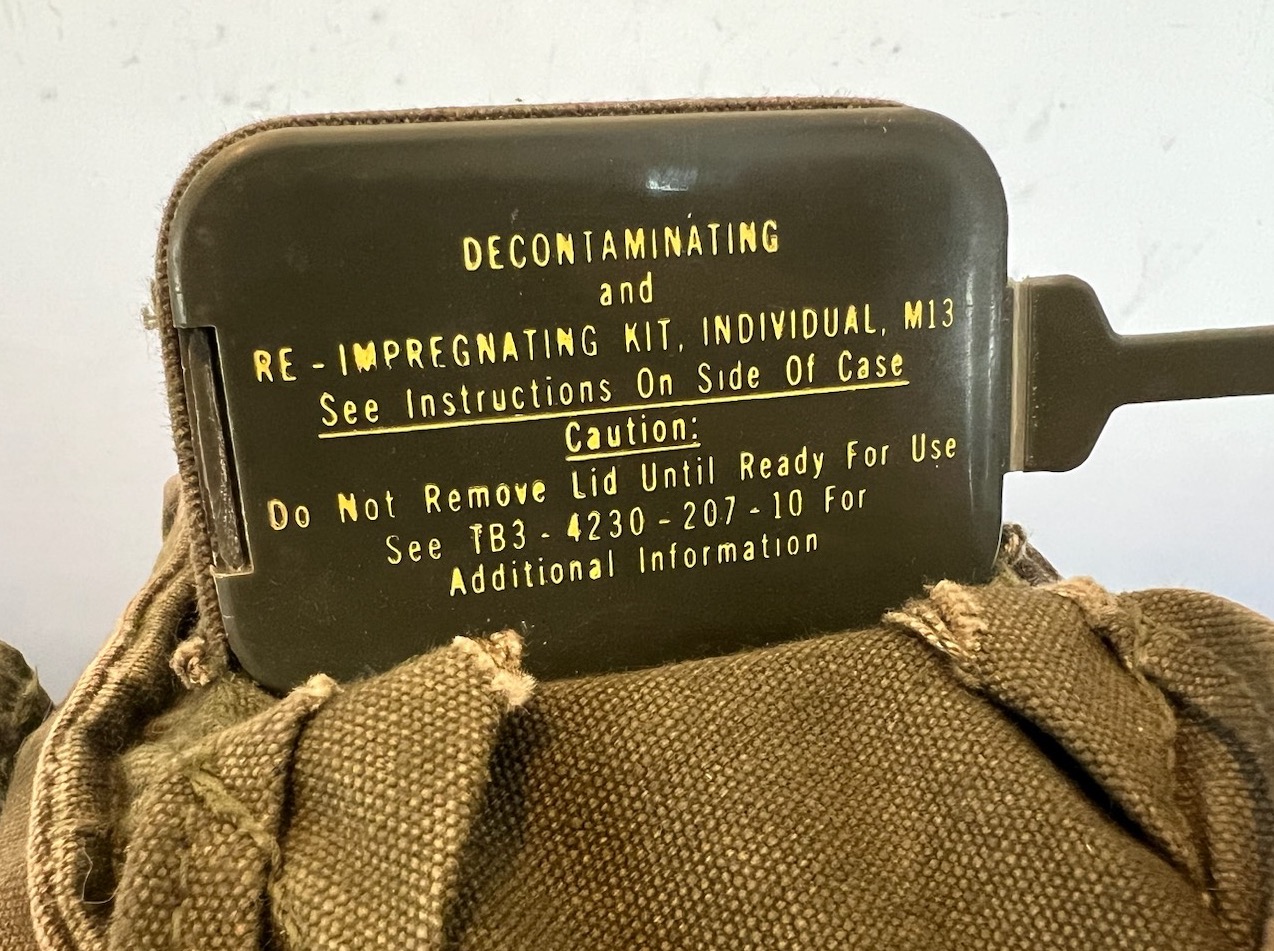 DECONTAMINATING
and
RE - IMPREGNATING KIT, INDIVIDUAL, M13
See Instructions On Side Of Case
Caution:
Do Not Remove Lid Until Ready For Use
See TB3 - 4230 - 207 - 10 For
Additional Information